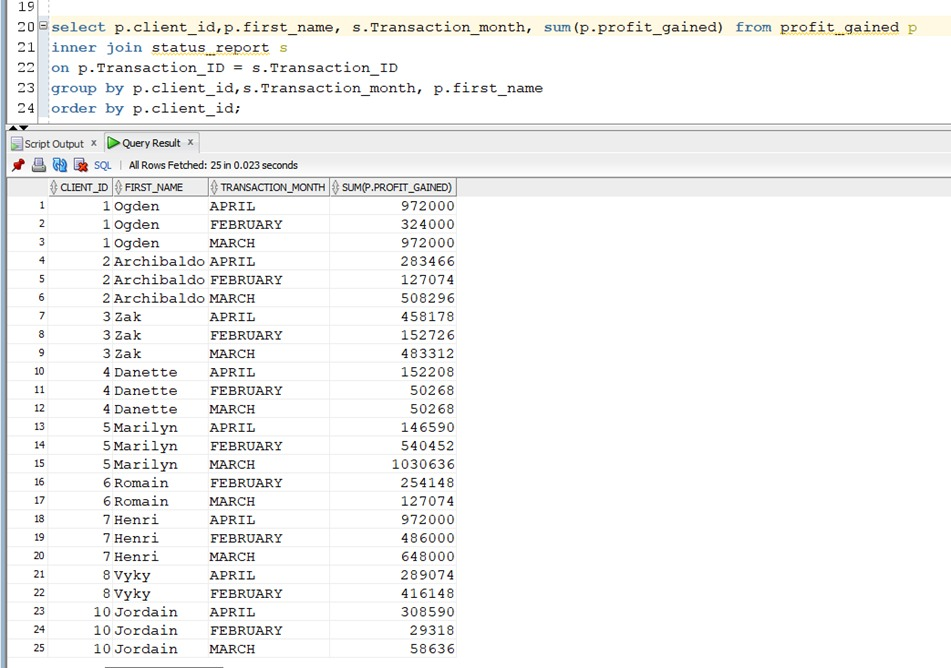 19
20 select p.client_id,p.first_name, s.Transaction_month, sum(p.profit_gained) from profit_gained p
21 inner join status_report s
22 on p.Transaction_ID = s.Transaction_ID
23 group by p.client_id,s.Transaction_month, p.first_name
24 order by p.client_id;
Script Output x Query Result x
SQL | All Rows Fetched: 25 in 0.023 seconds
CLIENT_ID FIRST_NAME TRANSACTION_MONTH SUM(P.PROFIT_GAINED)
1 1 Ogden APRIL 972000
2 1 Ogden FEBRUARY 324000
3 1 Ogden MARCH 972000
4 2 Archibaldo APRIL 283466
5 2 Archibaldo FEBRUARY 127074
6 2 Archibaldo MARCH 508296
7 3 Zak APRIL 458178
8 3 Zak FEBRUARY 152726
9 3 Zak MARCH 483312
10 4 Danette APRIL 152208
11 4 Danette FEBRUARY 50268
12 4 Danette MARCH 50268
13 5 Marilyn APRIL 146590
14 5 Marilyn FEBRUARY 540452
15 5 Marilyn MARCH 1030636
16 6 Romain FEBRUARY 254148
17 6 Romain MARCH 127074
18 7 Henri APRIL 972000
19 7 Henri FEBRUARY 486000
20 7 Henri MARCH 648000
21 8 Vyky APRIL 289074
22 8 Vyky FEBRUARY 416148
23 10 Jordain APRIL 308590
24 10 Jordain FEBRUARY 29318
25 10 Jordain MARCH 58636